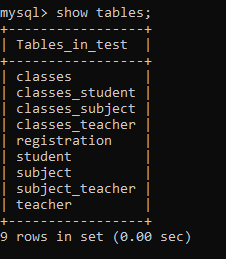 mysql> show tables;
+-----------------+
| Tables_in_test  |
+-----------------+
| classes         |
| classes_student |
| classes_subject |
| classes_teacher |
| registration    |
| student         |
| subject         |
| subject_teacher |
| teacher         |
+-----------------+
9 rows in set (0.00 sec)